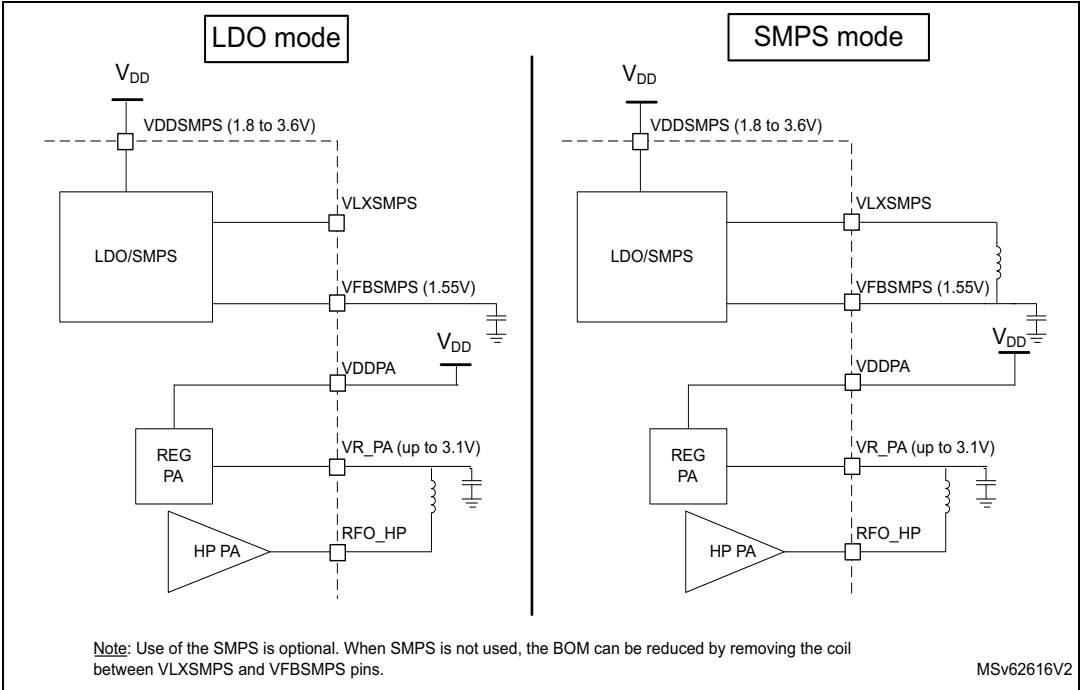 LDO mode
V_DD
VDDSMPS (1.8 to 3.6V)
VLXSMPS
LDO/SMPS
VFBSMPS (1.55V)
V_DD
VDDPA
REG
PA
VR_PA (up to 3.1V)
RFO_HP
HP PA
SMPS mode
V_DD
VDDSMPS (1.8 to 3.6V)
VLXSMPS
LDO/SMPS
VFBSMPS (1.55V)
V_DD
VDDPA
REG
PA
VR_PA (up to 3.1V)
RFO_HP
HP PA
Note: Use of the SMPS is optional. When SMPS is not used, the BOM can be reduced by removing the coil
between VLXSMPS and VFBSMPS pins.
MSv62616V2